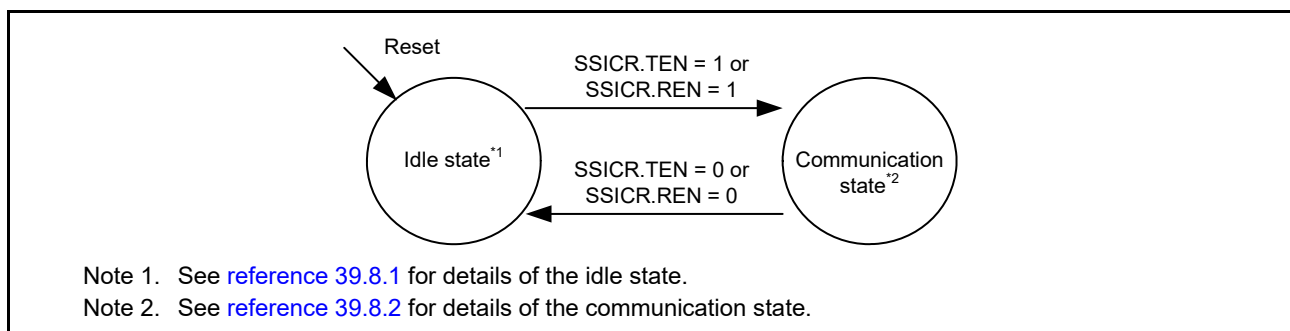 Reset
SSICR.TEN = 1 or
SSICR.REN = 1
Idle state*1
Communication
state*2
SSICR.TEN = 0 or
SSICR.REN = 0
Note 1. See reference 39.8.1 for details of the idle state.
Note 2. See reference 39.8.2 for details of the communication state.